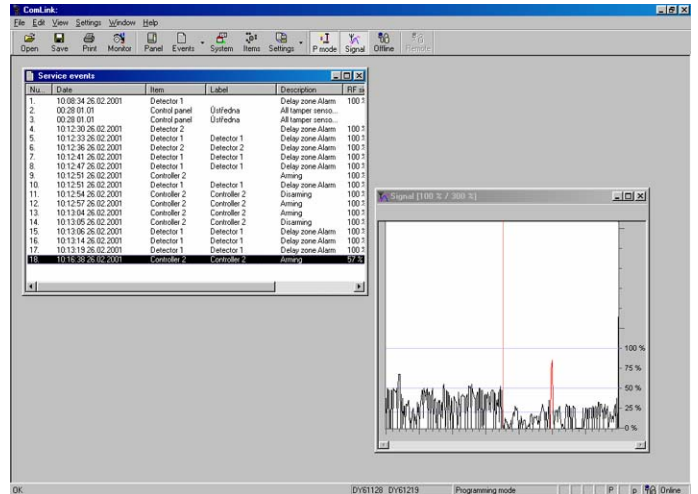 ComLink:
File Edit View Settings Window Help
Open Save Print Monitor Panel Events System Items Settings P mode Signal Offline Remote
Service events
Nu... Date Item Label Description RF si
1. 10:08:34 26.02.2001 Detector 1 Delay zone Alarm 100 %
2. 00:28 01.01 Control panel Ústředna All tamper senso...
3. 00:28 01.01 Control panel Ústředna All tamper senso...
4. 10:12:30 26.02.2001 Detector 2 Delay zone Alarm 100 %
5. 10:12:33 26.02.2001 Detector 1 Detector 1 Delay zone Alarm 100 %
6. 10:12:36 26.02.2001 Detector 2 Detector 2 Delay zone Alarm 100 %
7. 10:12:41 26.02.2001 Detector 1 Detector 1 Delay zone Alarm 100 %
8. 10:12:47 26.02.2001 Detector 1 Detector 1 Delay zone Alarm 100 %
9. 10:12:51 26.02.2001 Controller 2 Arming 100 %
10. 10:12:51 26.02.2001 Detector 1 Detector 1 Delay zone Alarm 100 %
11. 10:12:54 26.02.2001 Controller 2 Controller 2 Disarming 100 %
12. 10:12:57 26.02.2001 Controller 2 Controller 2 Arming 100 %
13. 10:13:04 26.02.2001 Controller 2 Controller 2 Arming 100 %
14. 10:13:05 26.02.2001 Controller 2 Controller 2 Disarming 100 %
15. 10:13:06 26.02.2001 Detector 1 Detector 1 Delay zone Alarm 100 %
16. 10:13:14 26.02.2001 Detector 1 Detector 1 Delay zone Alarm 100 %
17. 10:13:19 26.02.2001 Detector 1 Detector 1 Delay zone Alarm 100 %
18. 10:16:38 26.02.2001 Controller 2 Controller 2 Arming 57 %
Signal [100 % / 300 %]
100 %
75 %
50 %
25 %
0 %
OK DY61128 DY61219 Programming mode P p Online